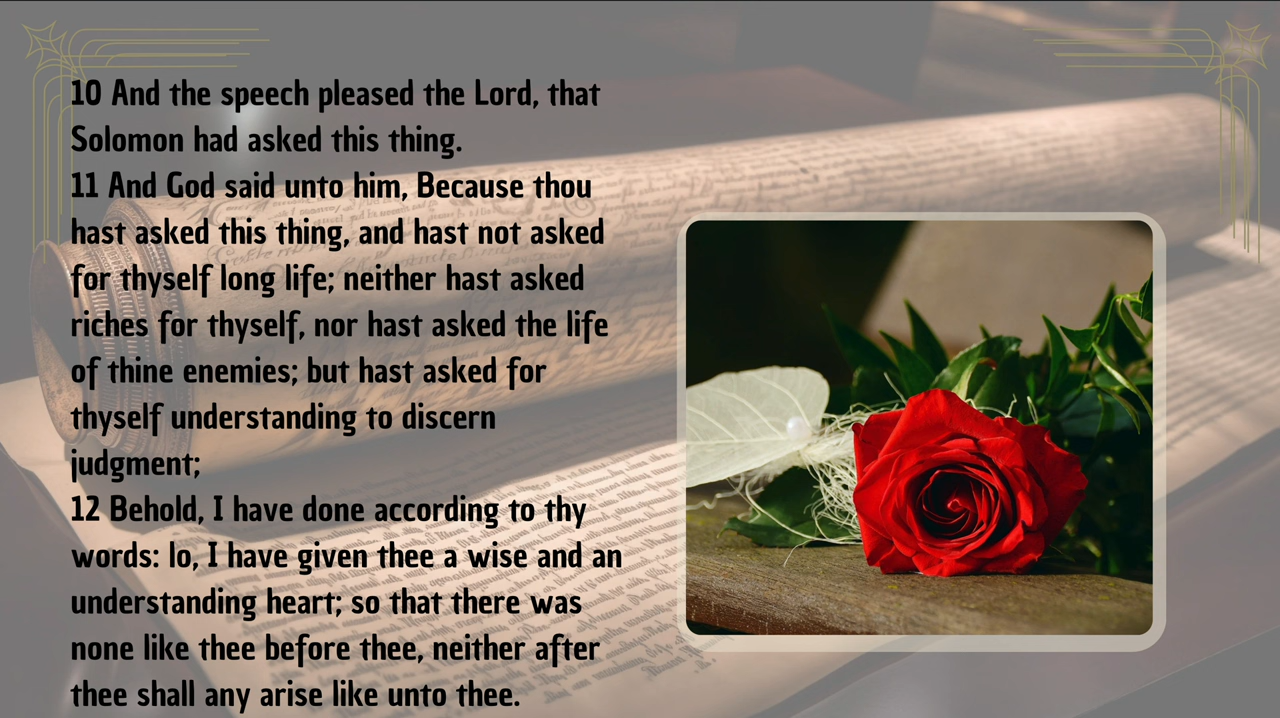 10 And the speech pleased the Lord, that
Solomon had asked this thing.
11 And God said unto him, Because thou
hast asked this thing, and hast not asked
for thyself long life; neither hast asked
riches for thyself, nor hast asked the life
of thine enemies; but hast asked for
thyself understanding to discern
judgment;
12 Behold, I have done according to thy
words: lo, I have given thee a wise and an
understanding heart; so that there was
none like thee before thee, neither after
thee shall any arise like unto thee.